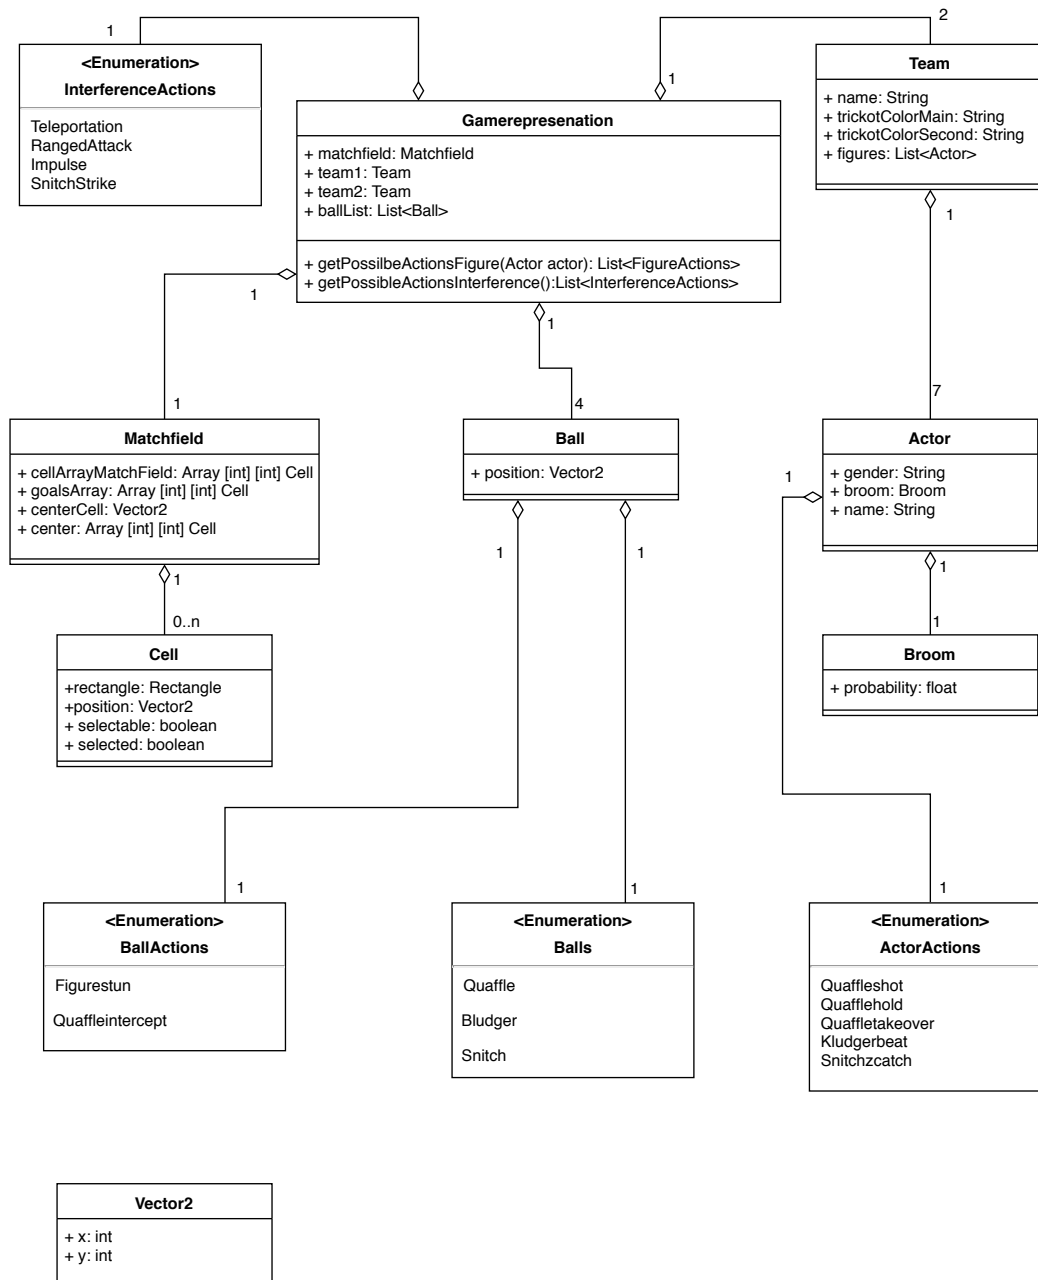 1
2
<Enumeration>
InterferenceActions
Teleportation
RangedAttack
Impulse
SnitchStrike
1
Gamerepresenation
+ matchfield: Matchfield
+ team1: Team
+ team2: Team
+ ballList: List<Ball>
+ getPossilbeActionsFigure(Actor actor): List<FigureActions>
+ getPossibleActionsInterference():List<InterferenceActions>
Team
+ name: String
+ trickotColorMain: String
+ trickotColorSecond: String
+ figures: List<Actor>
1
1
1
1
4
7
Matchfield
+ cellArrayMatchField: Array [int] [int] Cell
+ goalsArray: Array [int] [int] Cell
+ centerCell: Vector2
+ center: Array [int] [int] Cell
Ball
+ position: Vector2
Actor
+ gender: String
+ broom: Broom
+ name: String
1
1
1
1
1
0..n
1
Cell
+rectangle: Rectangle
+position: Vector2
+ selectable: boolean
+ selected: boolean
Broom
+ probability: float
1
1
1
<Enumeration>
BallActions
Figurestun
Quaffleintercept
<Enumeration>
Balls
Quaffle
Bludger
Snitch
<Enumeration>
ActorActions
Quaffleshot
Quafflehold
Quaffletakeover
Kludgerbeat
Snitchzcatch
Vector2
+ x: int
+ y: int